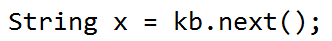 String x = kb.next();